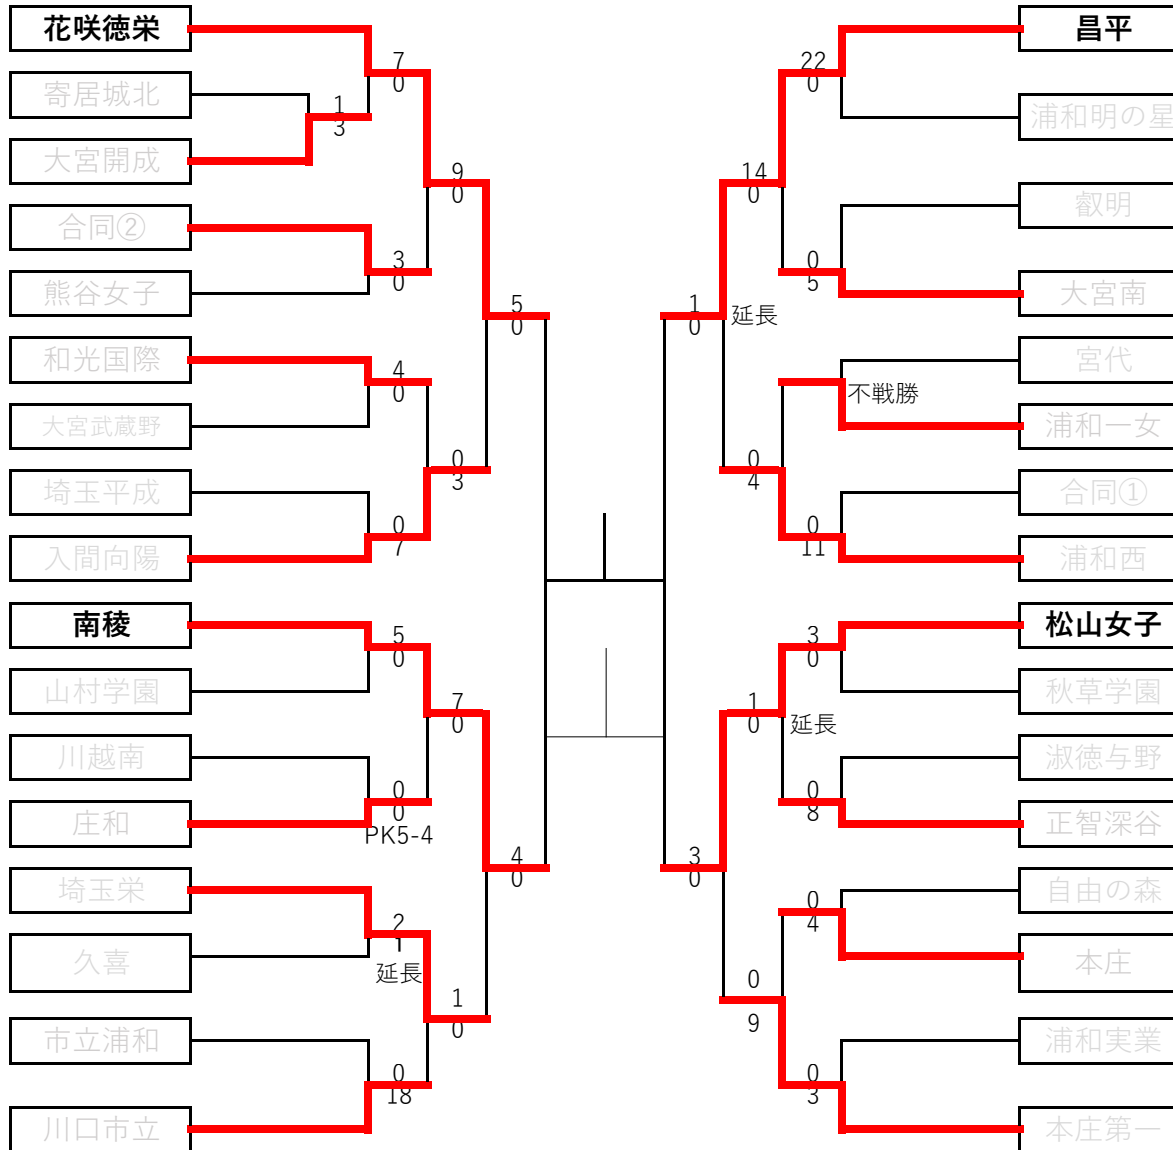 花咲徳栄
寄居城北
大宮開成
合同②
熊谷女子
和光国際
大宮武蔵野
埼玉平成
入間向陽
南稜
山村学園
川越南
庄和
埼玉栄
久喜
市立浦和
川口市立
7
0
1
3
3
0
4
0
0
7
5
0
0
0
PK5-4
2
1
延長
0
18
9
0
0
3
7
0
1
0
5
0
4
0
1
0
延長
3
0
14
0
0
4
1
0
延長
0
9
22
0
0
5
不戦勝
0
11
3
0
0
8
0
4
0
3
昌平
浦和明の星
叡明
大宮南
宮代
浦和一女
合同①
浦和西
松山女子
秋草学園
淑徳与野
正智深谷
自由の森
本庄
浦和実業
本庄第一